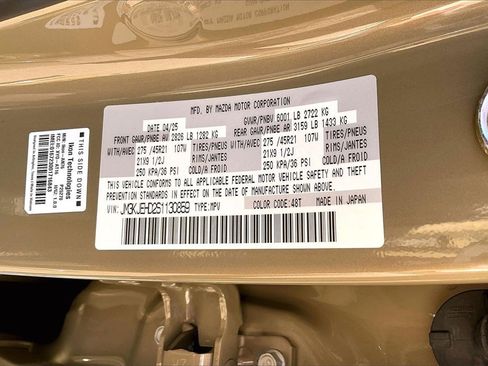 MFD. BY MAZDA MOTOR CORPORATION
DATE 04/25 GVWR/PNBV 6001 LB 2722 KG
FRONT GAWR/PNBE AV 2826 LB 1282 KG REAR GAWR/PNBE AR 3159 LB 1433 KG
WITH/AVEC 275 /45R21 107W TIRES/PNEUS WITH/AVEC 275 /45R21 107W TIRES/PNEUS
21X9 1/2J RIMS/JANTES 21X9 1/2J RIMS/JANTES
250 KPA/36 PSI COLD/A FROID 250 KPA/36 PSI COLD/A FROID
THIS VEHICLE CONFORMS TO ALL APPLICABLE FEDERAL MOTOR VEHICLE SAFETY AND
THEFT PREVENTION
STANDARDS IN EFFECT ON THE DATE OF MANUFACTURE SHOWN ABOVE.
JM3KJEHD2S1130859 TYPE:MPV COLOR/COULEUR:48T MADE IN JAPAN
THIS SIDE DOWN
Ron Technologies